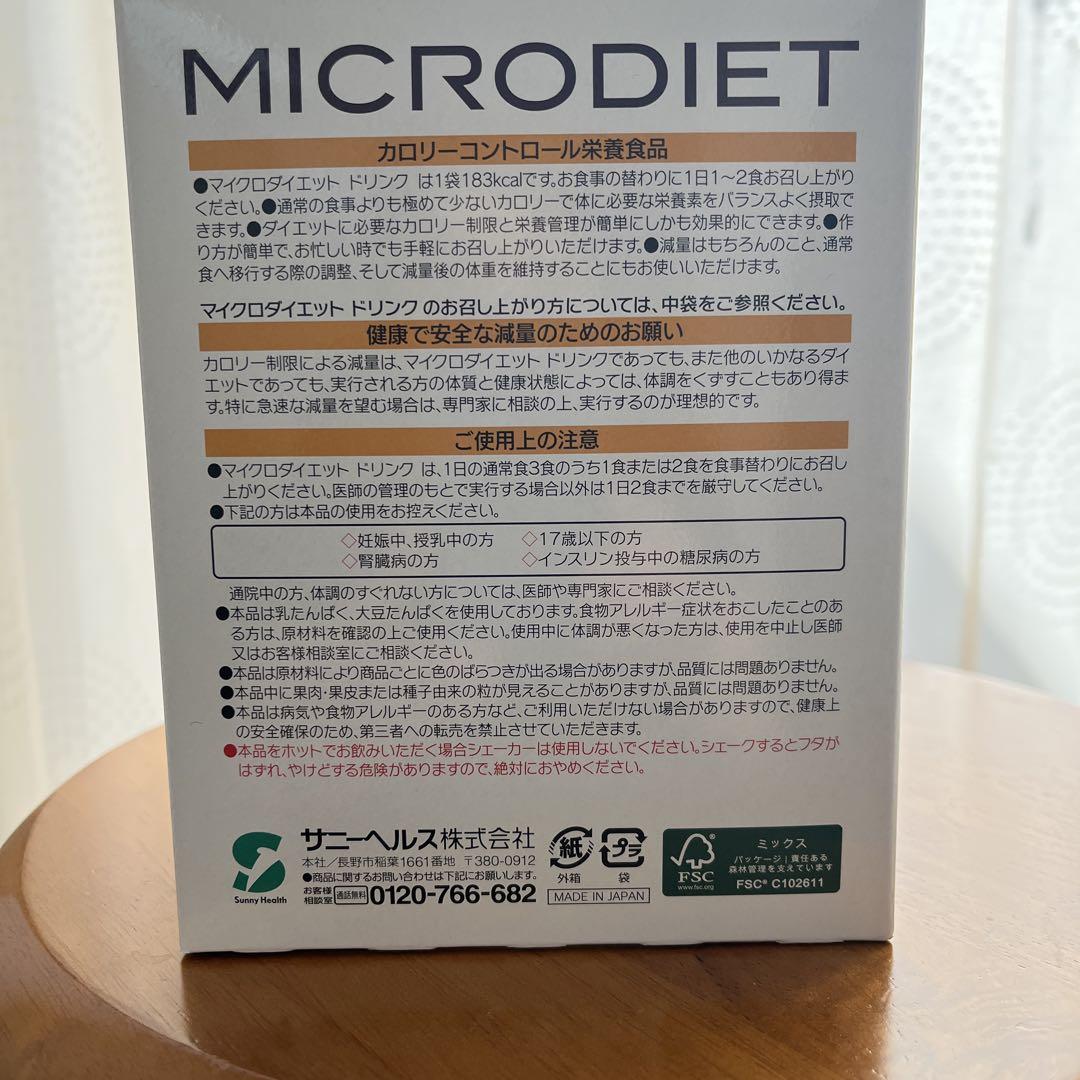 MICRODIET
カロリーコントロール栄養食品
●マイクロダイエット ドリンク は1袋183kcalです。お食事の替わりに1日1〜2食お召し上がり
ください。●通常の食事よりも極めて少ないカロリーで体に必要な栄養素をバランスよく摂取で
きます。●ダイエットに必要なカロリー制限と栄養管理が簡単にしかも効果的にできます。●作
り方が簡単で、お忙しい時でも手軽にお召し上がりいただけます。●減量はもちろんのこと、通常
食へ移行する際の調整、そして減量後の体重を維持することにもお使いいただけます。
マイクロダイエット ドリンク のお召し上がり方については、中袋をご参照ください。
健康で安全な減量のためのお願い
カロリー制限による減量は、マイクロダイエット ドリンクであっても、また他のいかなるダイ
エットであっても、実行される方の体質と健康状態によっては、体調をくずすこともあり得ま
す。特に急速な減量を望む場合は、専門家に相談の上、実行するのが理想的です。
ご使用上の注意
●マイクロダイエット ドリンク は、1日の通常食3食のうち1食または2食を食事替わりにお召し
上がりください。医師の管理のもとで実行する場合以外は1日2食までを厳守してください。
●下記の方は本品の使用をお控えください。
◇妊娠中、授乳中の方 ◇17歳以下の方
◇腎臓病の方 ◇インスリン投与中の糖尿病の方
通院中の方、体調のすぐれない方については、医師や専門家にご相談ください。
●本品は乳たんぱく、大豆たんぱくを使用しております。食物アレルギー症状をおこしたことのあ
る方は、原材料を確認の上ご使用ください。使用中に体調が悪くなった方は、使用を中止し医師
又はお客様相談室にご相談ください。
●本品は原材料により商品ごとに色のばらつきが出る場合がありますが、品質には問題ありません。
●本品中に果肉・果皮または種子由来の粒が見えることがありますが、品質には問題ありません。
●本品は病気や食物アレルギーのある方など、ご利用いただけない場合がありますので、健康上
の安全確保のため、第三者への転売を禁止させていただきます。
●本品をホットでお飲みいただく場合シェーカーは使用しないでください。シェークするとフタが
はずれ、やけどする危険がありますので、絶対におやめください。
Sunny Health
サニーヘルス株式会社
本社/長野市稲葉1661番地 〒380-0912
●商品に関するお問い合わせは下記にお願いします。
お客様相談室 通話無料 0120-766-682
紙 プラ
外箱 袋
MADE IN JAPAN
FSC
www.fsc.org
ミックス
パッケージ|責任ある
森林管理を支えています
FSC® C102611